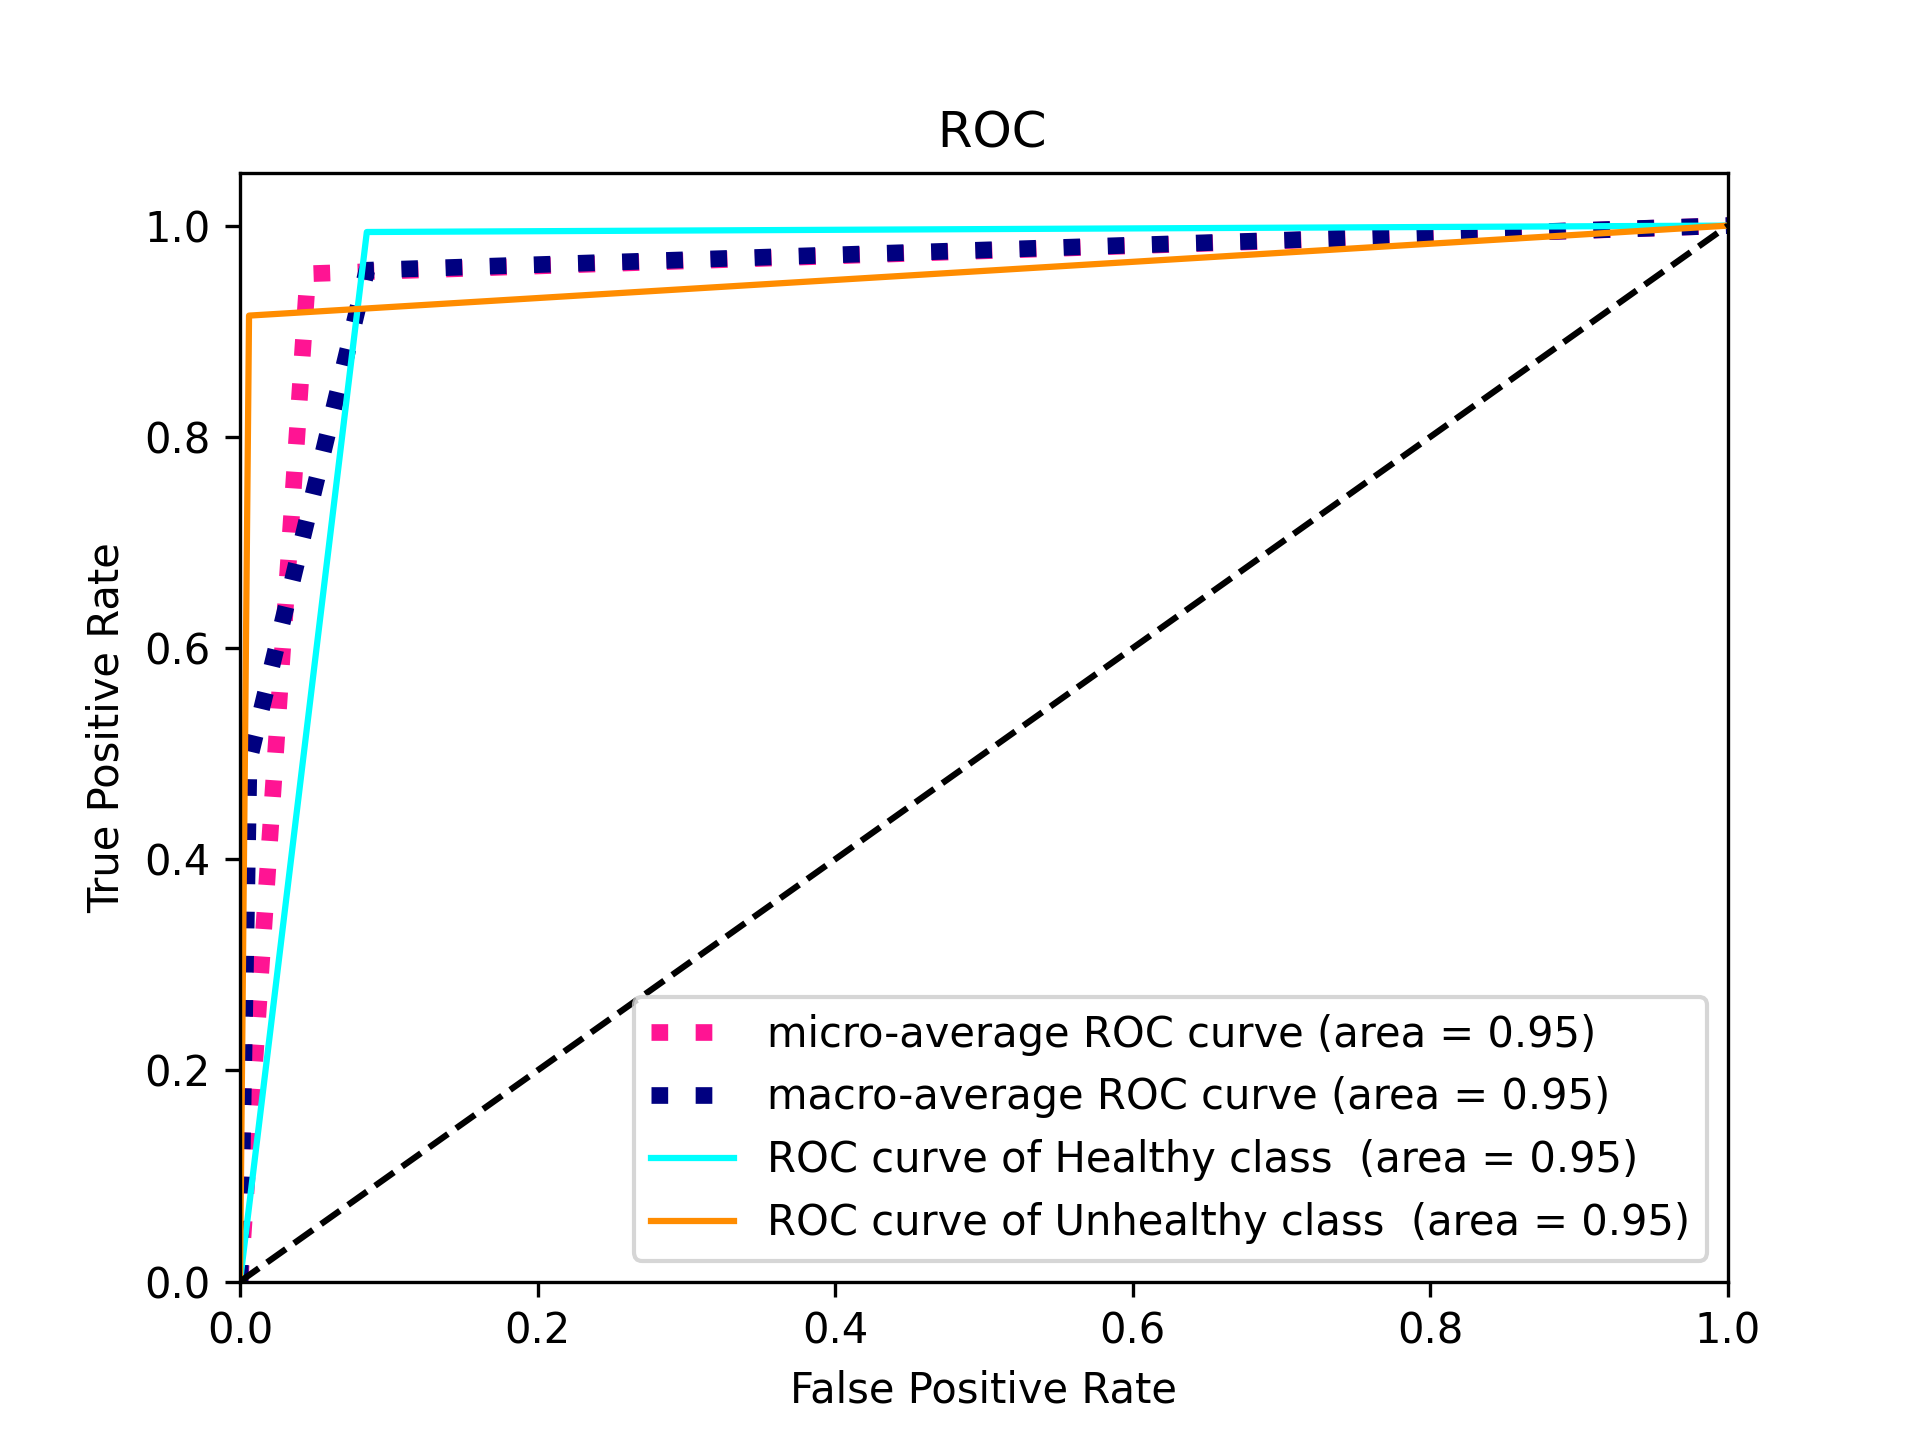 ROC
1.0
0.8
0.6
0.4
0.2
0.0
True Positive Rate
micro-average ROC curve (area = 0.95)
macro-average ROC curve (area = 0.95)
ROC curve of Healthy class  (area = 0.95)
ROC curve of Unhealthy class  (area = 0.95)
0.0 0.2 0.4 0.6 0.8 1.0
False Positive Rate